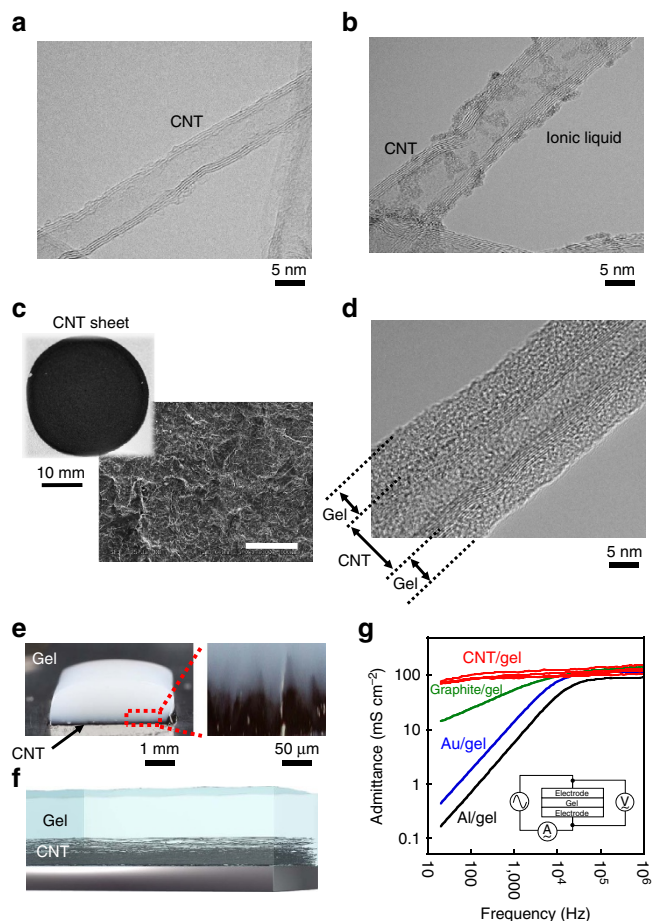 a
CNT
5 nm
b
CNT
Ionic liquid
5 nm
c
CNT sheet
10 mm
d
Gel
CNT
Gel
5 nm
e
Gel
CNT
1 mm
50 µm
f
Gel
CNT
g
CNT/gel
Graphite/gel
Au/gel
Al/gel
Electrode
Gel
Electrode
A
V
Admittance (mS cm⁻²)
100
10
1
0.1
10
100
1,000
10⁴
10⁵
10⁶
Frequency (Hz)